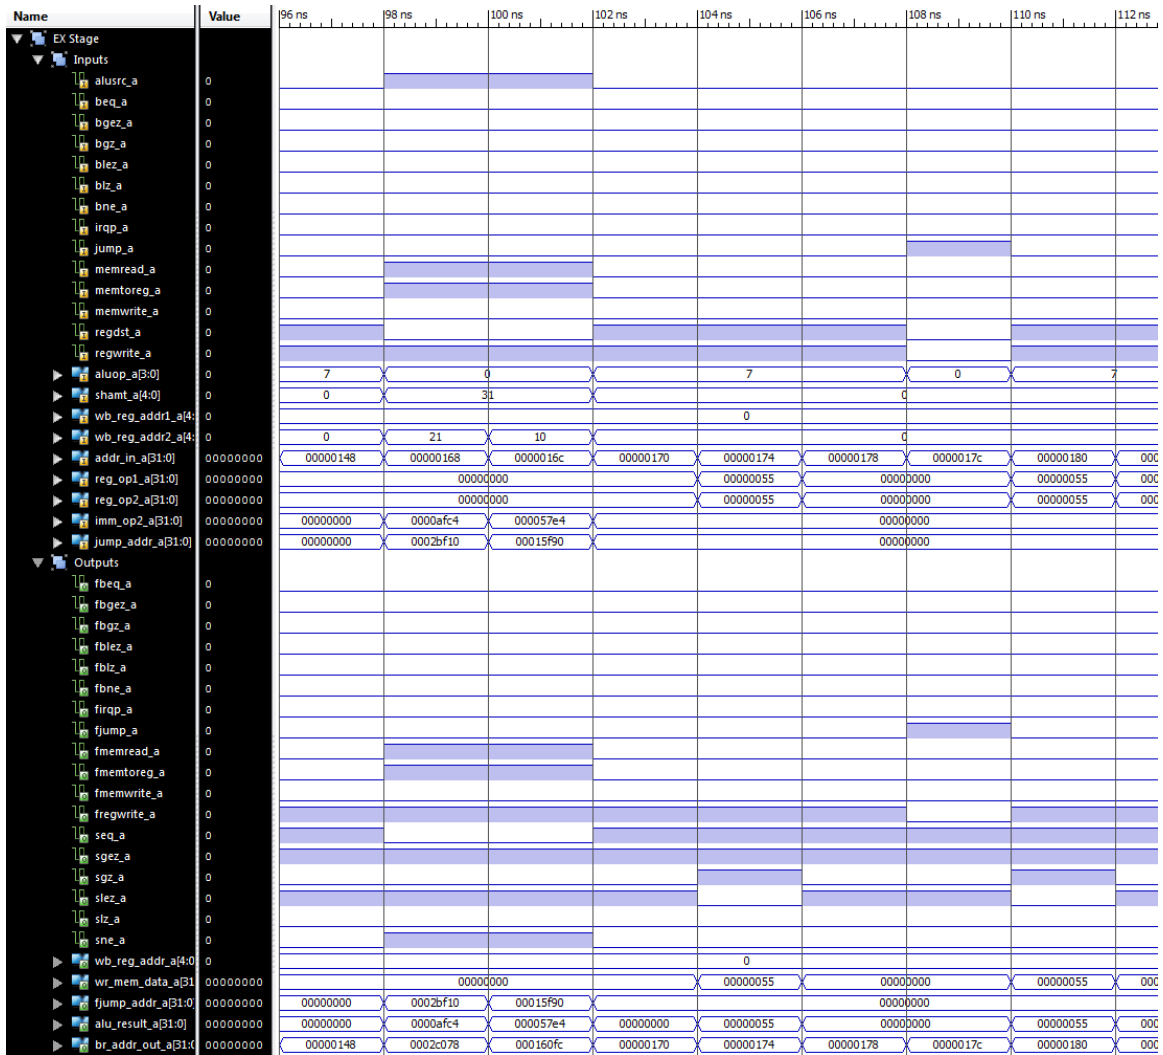 Name Value 96 ns 98 ns 100 ns 102 ns 104 ns 106 ns 108 ns 110 ns 112 ns
EX Stage
Inputs
alusrc_a 0
beq_a 0
bgez_a 0
bgz_a 0
blez_a 0
blz_a 0
bne_a 0
irqp_a 0
jump_a 0
memread_a 0
memtoreg_a 0
memwrite_a 0
regdst_a 0
regwrite_a 0
aluop_a[3:0] 0 7 0 7 0 7
shamt_a[4:0] 0 0 31 0
wb_reg_addr1_a[4: 0 0
wb_reg_addr2_a[4: 0 0 21 10 0
addr_in_a[31:0] 00000000 00000148 00000168 0000016c 00000170 00000174 00000178 0000017c 00000180 000
reg_op1_a[31:0] 00000000 00000000 00000055 00000000 00000055 000
reg_op2_a[31:0] 00000000 00000000 00000055 00000000 00000055 000
imm_op2_a[31:0] 00000000 00000000 0000afc4 000057e4 00000000
jump_addr_a[31:0] 00000000 00000000 0002bf10 00015f90 00000000
Outputs
fbeq_a 0
fbgez_a 0
fbgz_a 0
fblez_a 0
fblz_a 0
fbne_a 0
firqp_a 0
fjump_a 0
fmemread_a 0
fmemtoreg_a 0
fmemwrite_a 0
fregwrite_a 0
seq_a 0
sgez_a 0
sgz_a 0
slez_a 0
slz_a 0
sne_a 0
wb_reg_addr_a[4:0 0 0
wr_mem_data_a[31 00000000 00000000 00000055 00000000 00000055 000
fjump_addr_a[31:0] 00000000 00000000 0002bf10 00015f90 00000000
alu_result_a[31:0] 00000000 00000000 0000afc4 000057e4 00000000 00000055 00000000 00000055 000
br_addr_out_a[31:( 00000000 00000148 0002c078 000160fc 00000170 00000174 00000178 0000017c 00000180 000